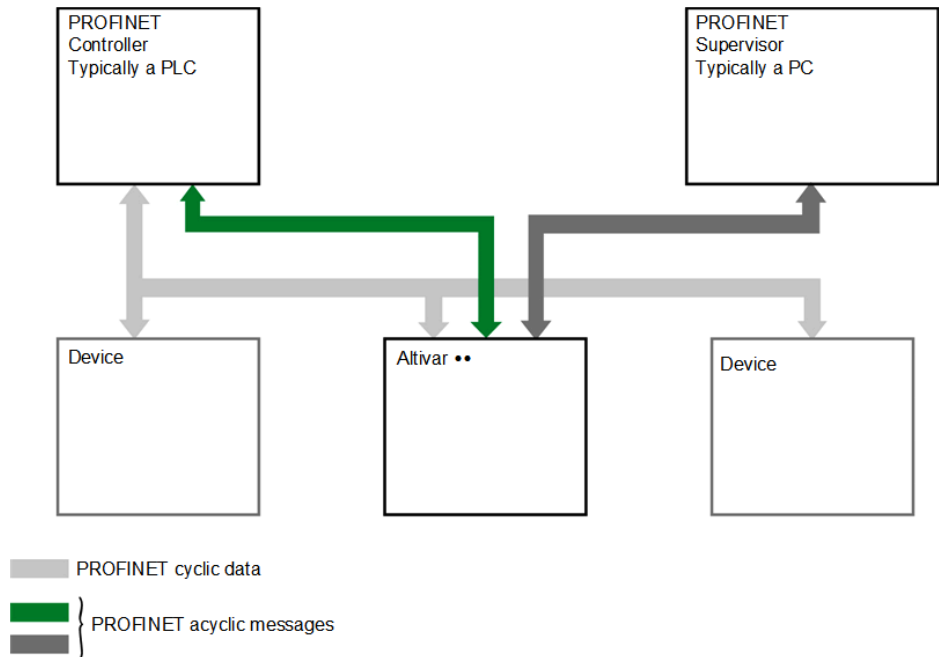 PROFINET
Controller
Typically a PLC
PROFINET
Supervisor
Typically a PC
Device
Altivar ••
Device
PROFINET cyclic data
PROFINET acyclic messages